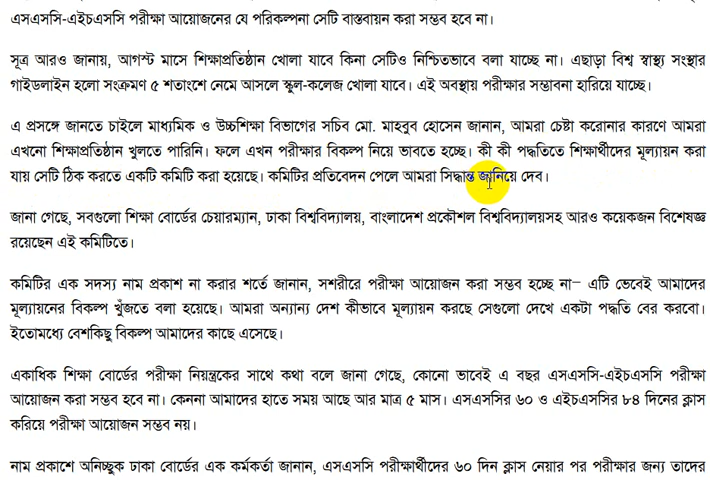 এসএসসি-এইচএসসি পরীক্ষা আয়োজনের যে পরিকল্পনা সেটি বাস্তবায়ন করা সম্ভব হবে না।
সূত্র আরও জানায়, আগস্ট মাসে শিক্ষাপ্রতিষ্ঠান খোলা যাবে কিনা সেটিও নিশ্চিতভাবে বলা যাচ্ছে না। এছাড়া বিশ্ব স্বাস্থ্য সংস্থার
গাইডলাইন হলো সংক্রমণ ৫ শতাংশে নেমে আসলে স্কুল-কলেজ খোলা যাবে। এই অবস্থায় পরীক্ষার সম্ভাবনা হারিয়ে যাচ্ছে।
এ প্রসঙ্গে জানতে চাইলে মাধ্যমিক ও উচ্চশিক্ষা বিভাগের সচিব মো. মাহবুব হোসেন জানান, আমরা চেষ্টা করোনার কারণে আমরা
এখনো শিক্ষাপ্রতিষ্ঠান খুলতে পারিনি। ফলে এখন পরীক্ষার বিকল্প নিয়ে ভাবতে হচ্ছে। কী কী পদ্ধতিতে শিক্ষার্থীদের মূল্যায়ন করা
যায় সেটি ঠিক করতে একটি কমিটি করা হয়েছে। কমিটির প্রতিবেদন পেলে আমরা সিদ্ধান্ত জানিয়ে দেব।
জানা গেছে, সবগুলো শিক্ষা বোর্ডের চেয়ারম্যান, ঢাকা বিশ্ববিদ্যালয়, বাংলাদেশ প্রকৌশল বিশ্ববিদ্যালয়সহ আরও কয়েকজন বিশেষজ্ঞ
রয়েছেন এই কমিটিতে।
কমিটির এক সদস্য নাম প্রকাশ না করার শর্তে জানান, সশরীরে পরীক্ষা আয়োজন করা সম্ভব হচ্ছে না– এটি ভেবেই আমাদের
মূল্যায়নের বিকল্প খুঁজতে বলা হয়েছে। আমরা অন্যান্য দেশ কীভাবে মূল্যায়ন করছে সেগুলো দেখে একটা পদ্ধতি বের করবো।
ইতোমধ্যে বেশকিছু বিকল্প আমাদের কাছে এসেছে।
একাধিক শিক্ষা বোর্ডের পরীক্ষা নিয়ন্ত্রকের সাথে কথা বলে জানা গেছে, কোনো ভাবেই এ বছর এসএসসি-এইচএসসি পরীক্ষা
আয়োজন করা সম্ভব হবে না। কেননা আমাদের হাতে সময় আছে আর মাত্র ৫ মাস। এসএসসির ৬০ ও এইচএসসির ৮৪ দিনের ক্লাস
করিয়ে পরীক্ষা আয়োজন সম্ভব নয়।
নাম প্রকাশে অনিচ্ছুক ঢাকা বোর্ডের এক কর্মকর্তা জানান, এসএসসি পরীক্ষার্থীদের ৬০ দিন ক্লাস নেয়ার পর পরীক্ষার জন্য তাদের